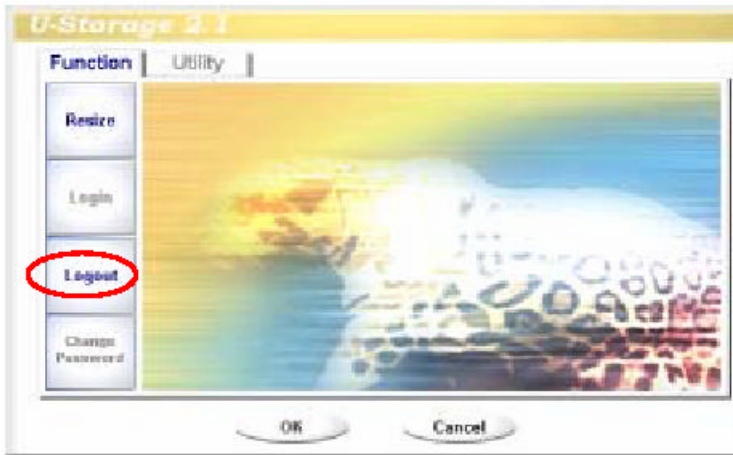 U-Storage 2.1
Function
Utility
Resize
Login
Logout
Change
Password
OK
Cancel